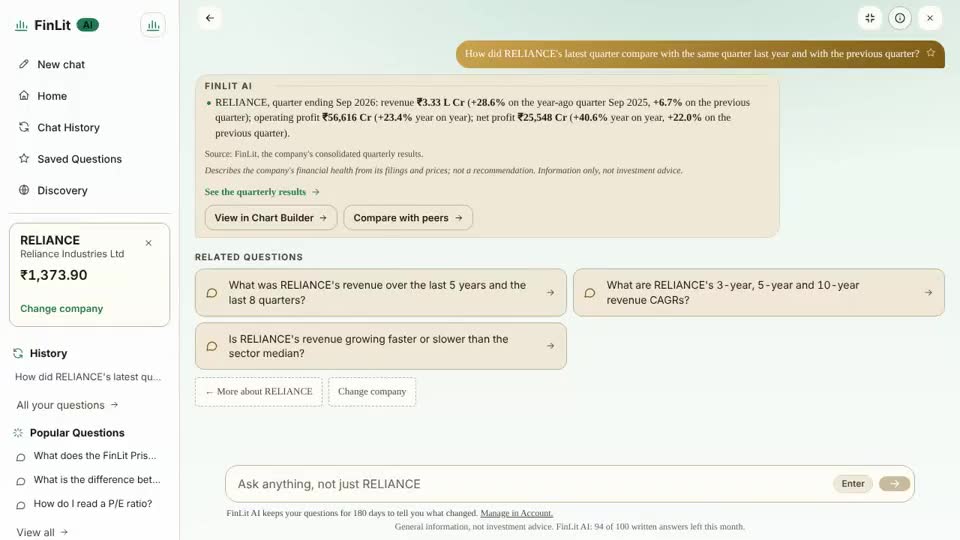 FinLit AI
New chat
Home
Chat History
Saved Questions
Discovery
RELIANCE
Reliance Industries Ltd
₹1,373.90
Change company
History
How did RELIANCE's latest qu...
All your questions →
Popular Questions
What does the FinLit Pris...
What is the difference bet...
How do I read a P/E ratio?
View all →
How did RELIANCE's latest quarter compare with the same quarter last year and with the previous quarter?
FINLIT AI
• RELIANCE, quarter ending Sep 2026: revenue ₹3.33 L Cr (+28.6% on the year-ago quarter Sep 2025, +6.7% on the previous
quarter); operating profit ₹56,616 Cr (+23.4% year on year); net profit ₹25,548 Cr (+40.6% year on year, +22.0% on the
previous quarter).
Source: FinLit, the company's consolidated quarterly results.
Describes the company's financial health from its filings and prices; not a recommendation. Information only, not investment advice.
See the quarterly results →
View in Chart Builder → Compare with peers →
RELATED QUESTIONS
What was RELIANCE's revenue over the last 5 years and the
last 8 quarters?
What are RELIANCE's 3-year, 5-year and 10-year
revenue CAGRs?
Is RELIANCE's revenue growing faster or slower than the
sector median?
← More about RELIANCE Change company
Ask anything, not just RELIANCE Enter
FinLit AI keeps your questions for 180 days to tell you what changed. Manage in Account.
General information, not investment advice. FinLit AI: 94 of 100 written answers left this month.